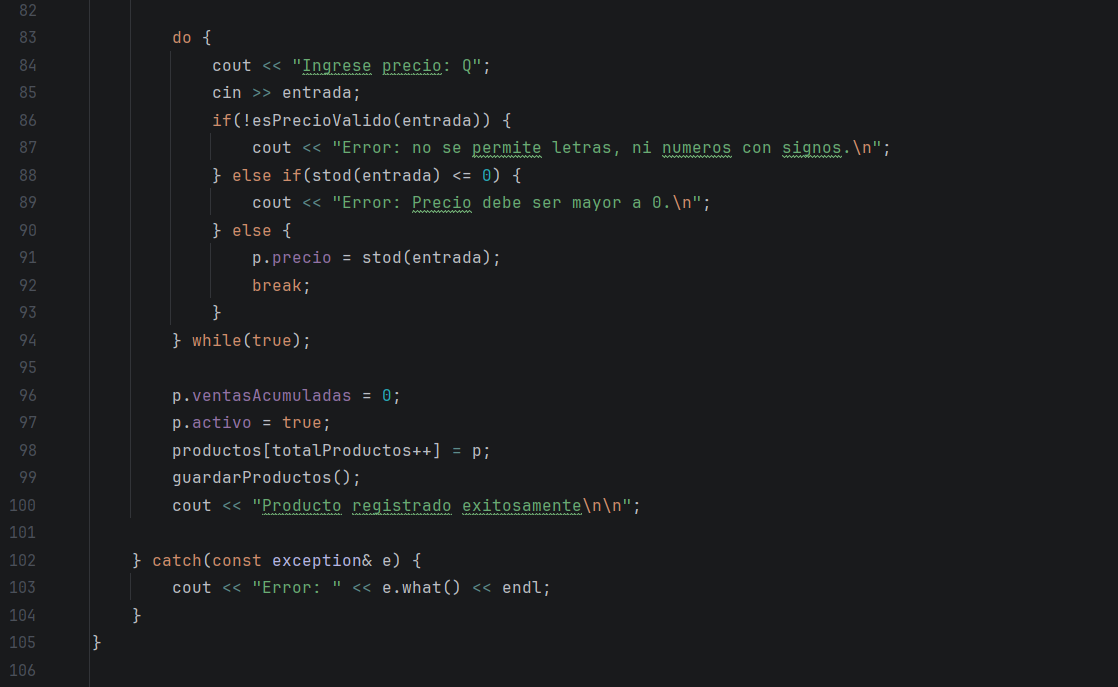 82
83 do {
84 cout << "Ingrese precio: Q";
85 cin >> entrada;
86 if(!esPrecioValido(entrada)) {
87 cout << "Error: no se permite letras, ni numeros con signos.\n";
88 } else if(stod(entrada) <= 0) {
89 cout << "Error: Precio debe ser mayor a 0.\n";
90 } else {
91 p.precio = stod(entrada);
92 break;
93 }
94 } while(true);
95
96 p.ventasAcumuladas = 0;
97 p.activo = true;
98 productos[totalProductos++] = p;
99 guardarProductos();
100 cout << "Producto registrado exitosamente\n\n";
101
102 } catch(const exception& e) {
103 cout << "Error: " << e.what() << endl;
104 }
105 }
106